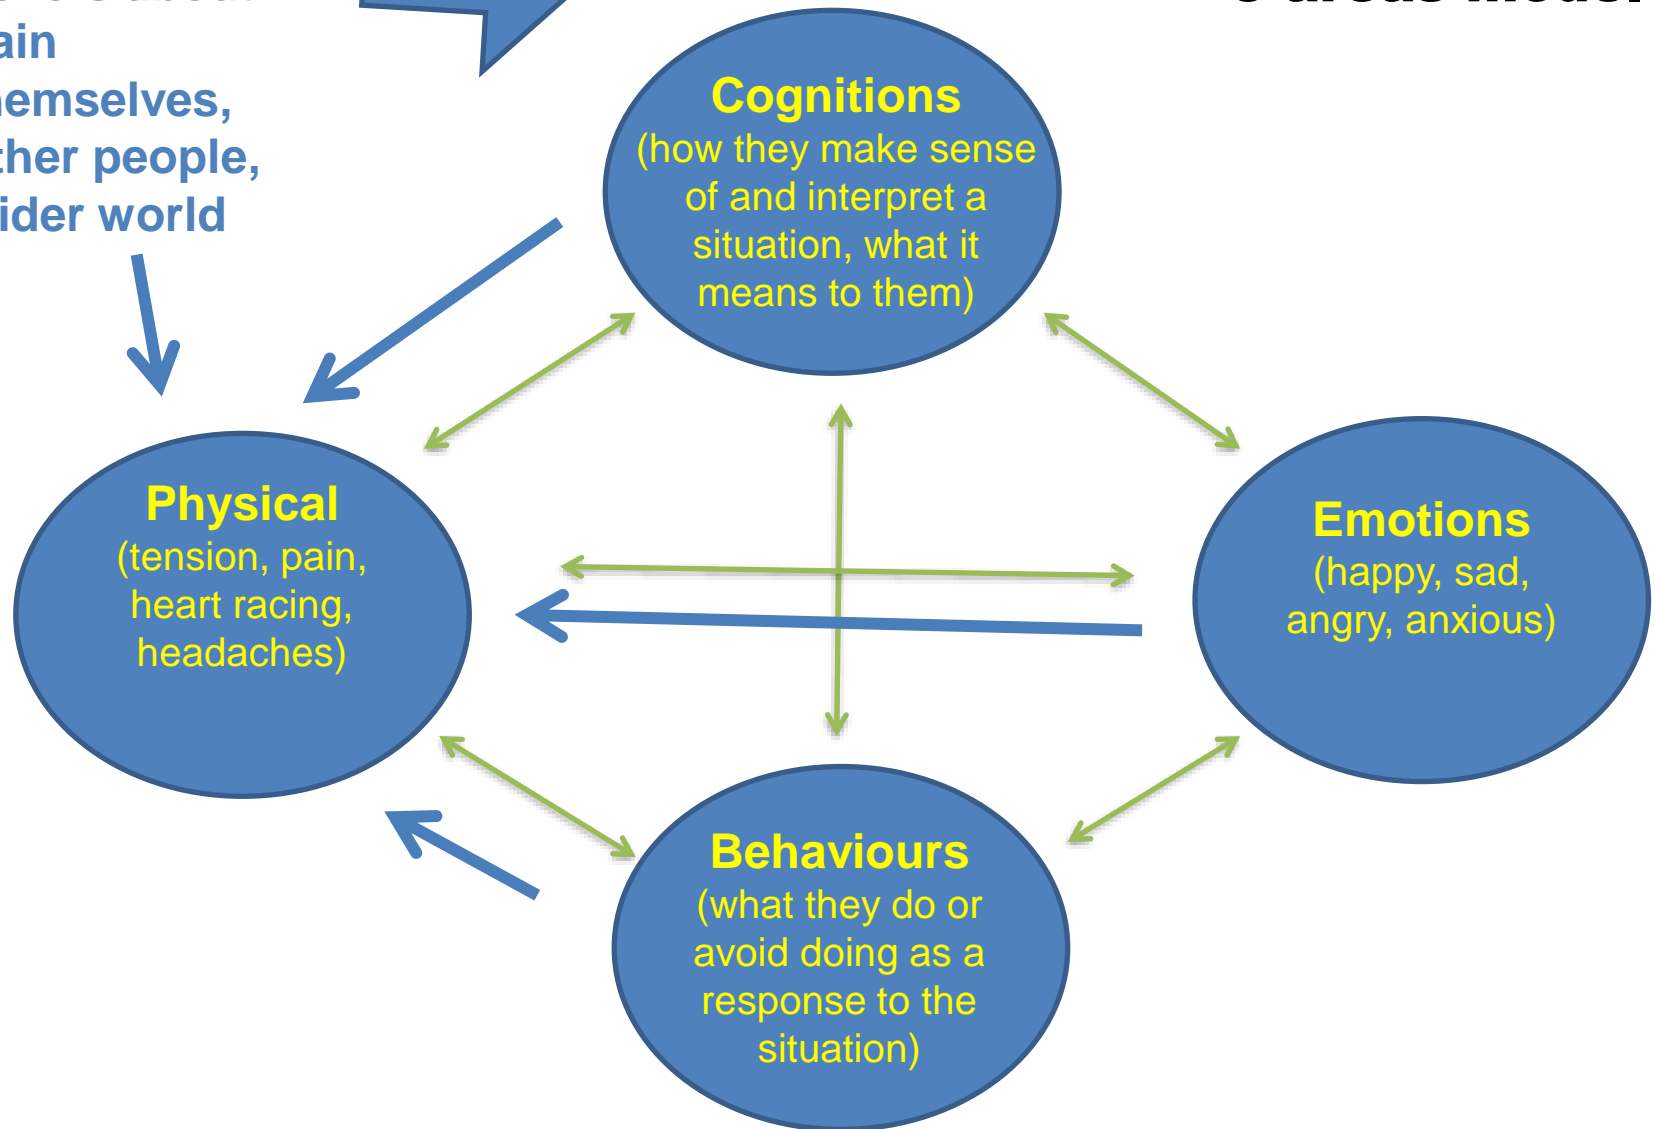 ain
hemselves,
ther people,
ider world
Cognitions
(how they make sense
of and interpret a
situation, what it
means to them)
Physical
(tension, pain,
heart racing,
headaches)
Emotions
(happy, sad,
angry, anxious)
Behaviours
(what they do or
avoid doing as a
response to the
situation)